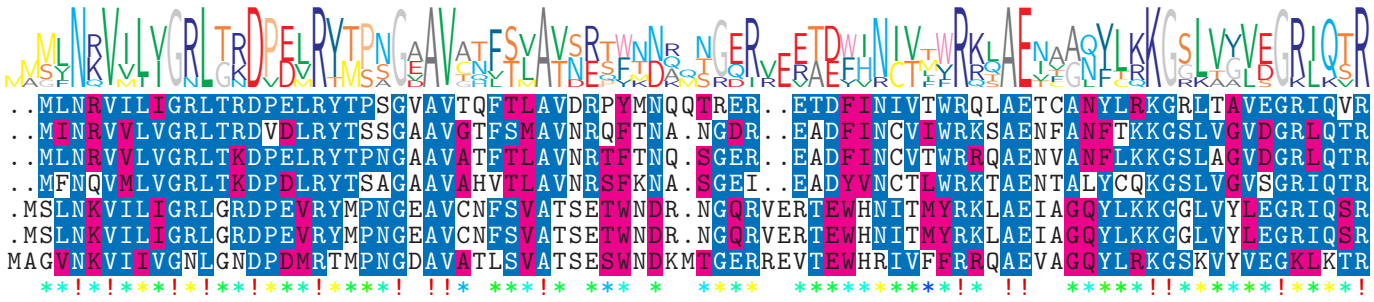 ..MLNRVILIGRLTRDPELRYTPSGVAVTQFTLAVDRPYMNQQTRER..ETDFINIVTWRQLAETCANYLRKGRLTAVEGRIQVR
..MINRVVLVGRLTRDVDLRYTSSGAAVGTFSMAVNRQFTNA.NGDR..EADFINCVIWRKSAENFANFTKKGSLVGVDGRLQTR
..MLNRVVLVGRLTKDPELRYTPNGAAVATFTLAVNRTFTNQ.SGER..EADFINCVTWRRQAENVANFLKKGSLAGVDGRLQTR
..MFNQVMLVGRLTKDPDLRYTSAGAAVAHVTLAVNRSFKNA.SGEI..EADYVNCTLWRKTAENTALYCQKGSLVGVSGRIQTR
.MSLNKVILIGRLGRDPEVRYMPNGEAVCNFSVATSETWNDR.NGQRVERTEWHNITMYRKLAEIAGQYLKKGGLVYLEGRIQSR
.MSLNKVILIGRLGRDPEVRYMPNGEAVCNFSVATSETWNDR.NGQRVERTEWHNITMYRKLAEIAGQYLKKGGLVYLEGRIQSR
MAGVNKVIIVGNLGNDPDMRTMPNGDAVATLSVATSESWNDKMTGERREVTEWHRIVFFRRQAEVAGQYLRKGSKVYVEGKLKTR